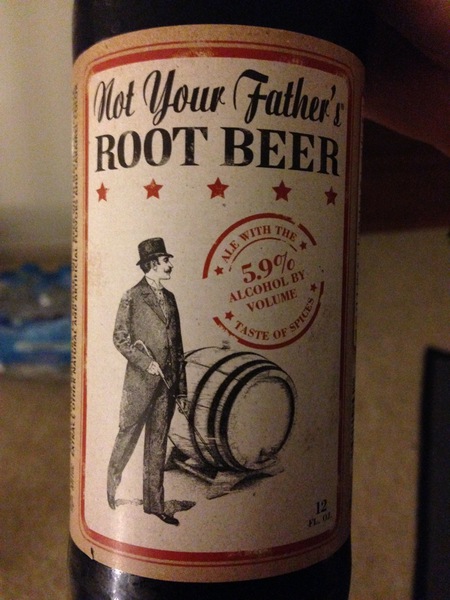 Not Your Father's
ROOT BEER
ALE WITH THE
5.9%
ALCOHOL BY
VOLUME
TASTE OF SPICES
12
FL. OZ.